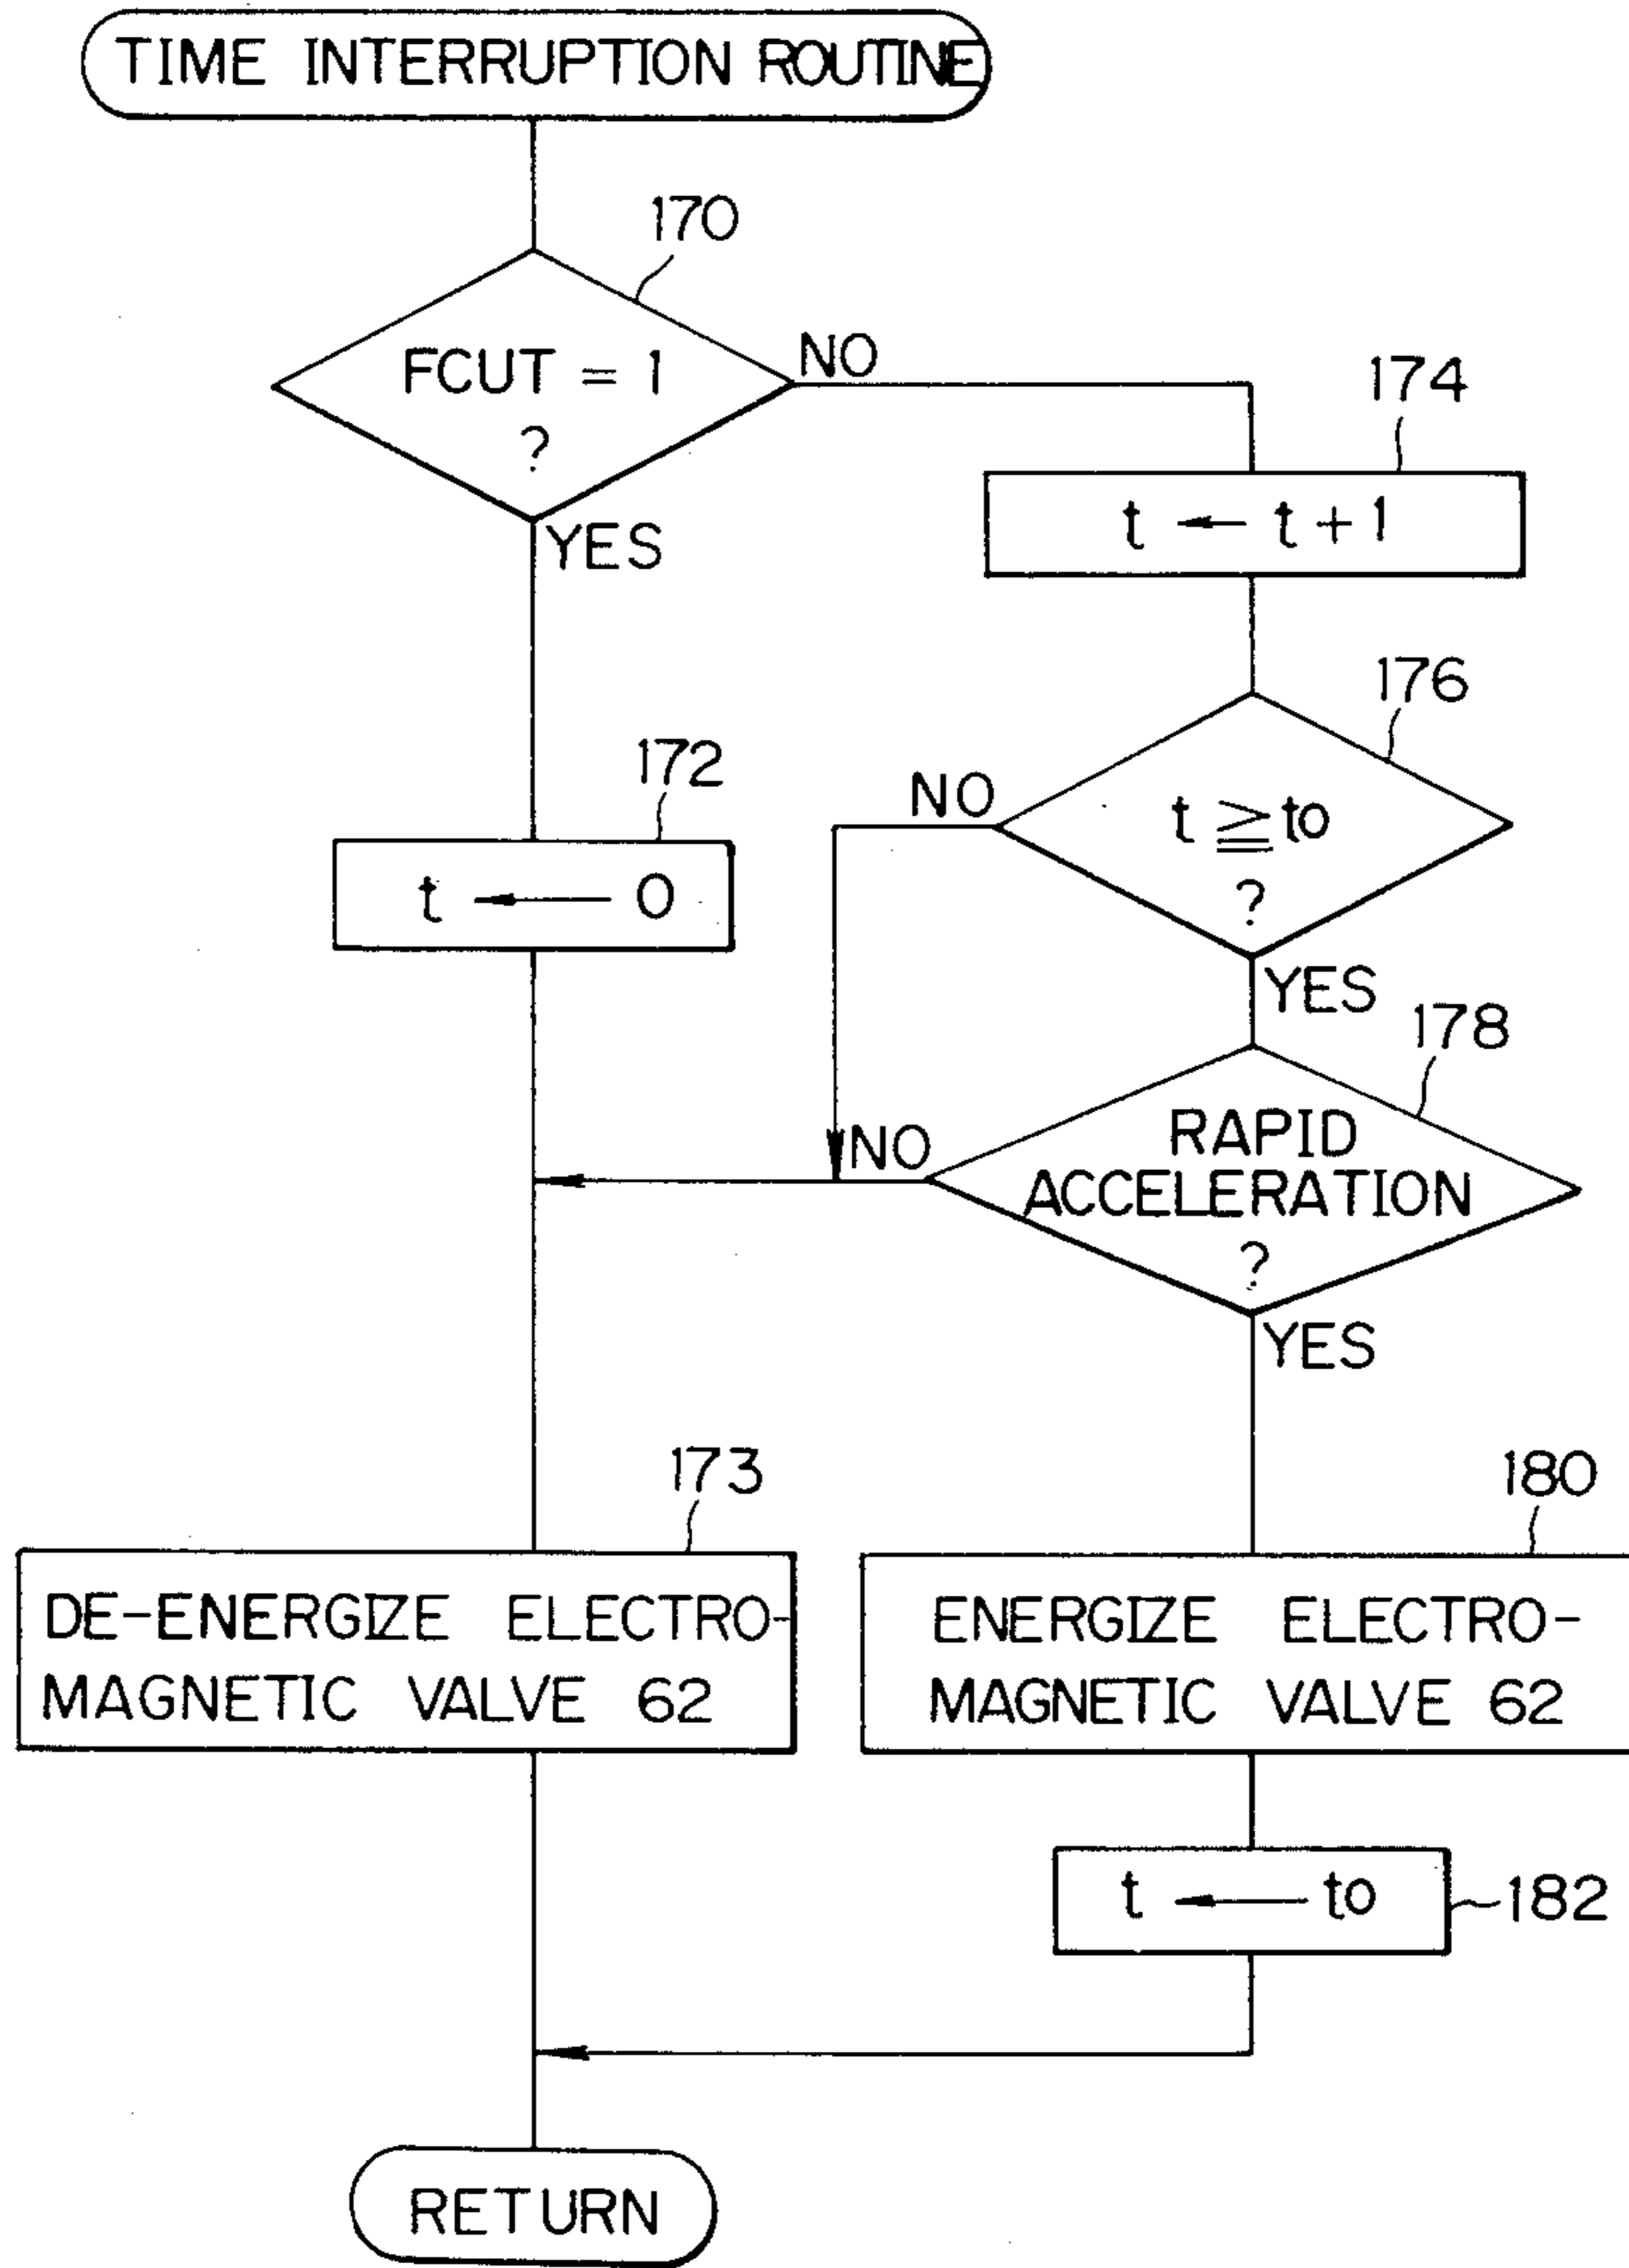 TIME INTERRUPTION ROUTINE
170
FCUT = 1
?
NO
YES
174
t ← t + 1
176
t ≧ to
?
NO
YES
172
t ← 0
178
RAPID
ACCELERATION
?
NO
YES
173
DE-ENERGIZE ELECTRO-
MAGNETIC VALVE 62
180
ENERGIZE ELECTRO-
MAGNETIC VALVE 62
t ← to
182
RETURN